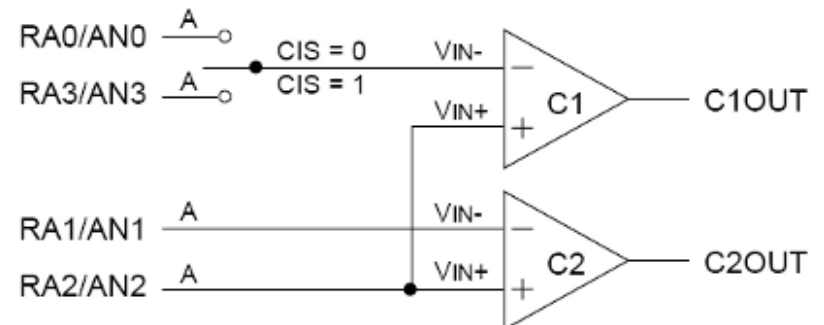 RA0/AN0 A
CIS = 0 VIN-
RA3/AN3 A
CIS = 1
− C1 C1OUT
VIN+ +
RA1/AN1 A VIN-
− C2 C2OUT
RA2/AN2 A VIN+ +